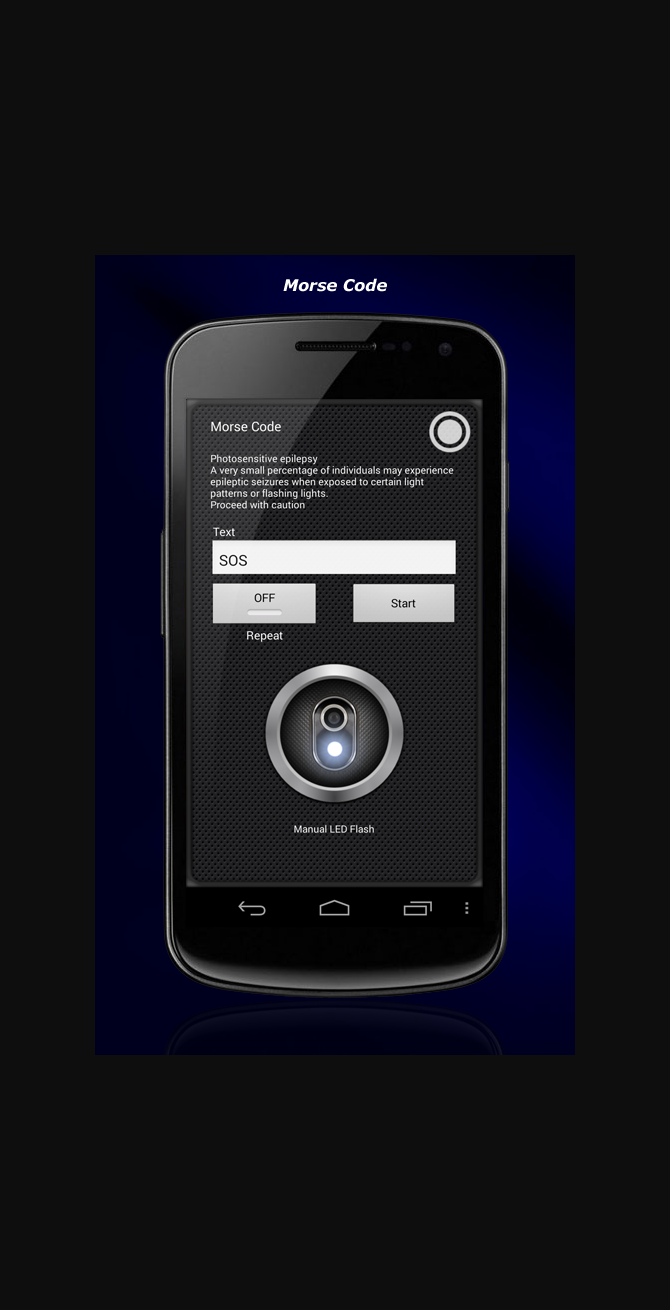 Morse Code
Morse Code
Photosensitive epilepsy
A very small percentage of individuals may experience
epileptic seizures when exposed to certain light
patterns or flashing lights.
Proceed with caution
Text
SOS
OFF
Start
Repeat
Manual LED Flash